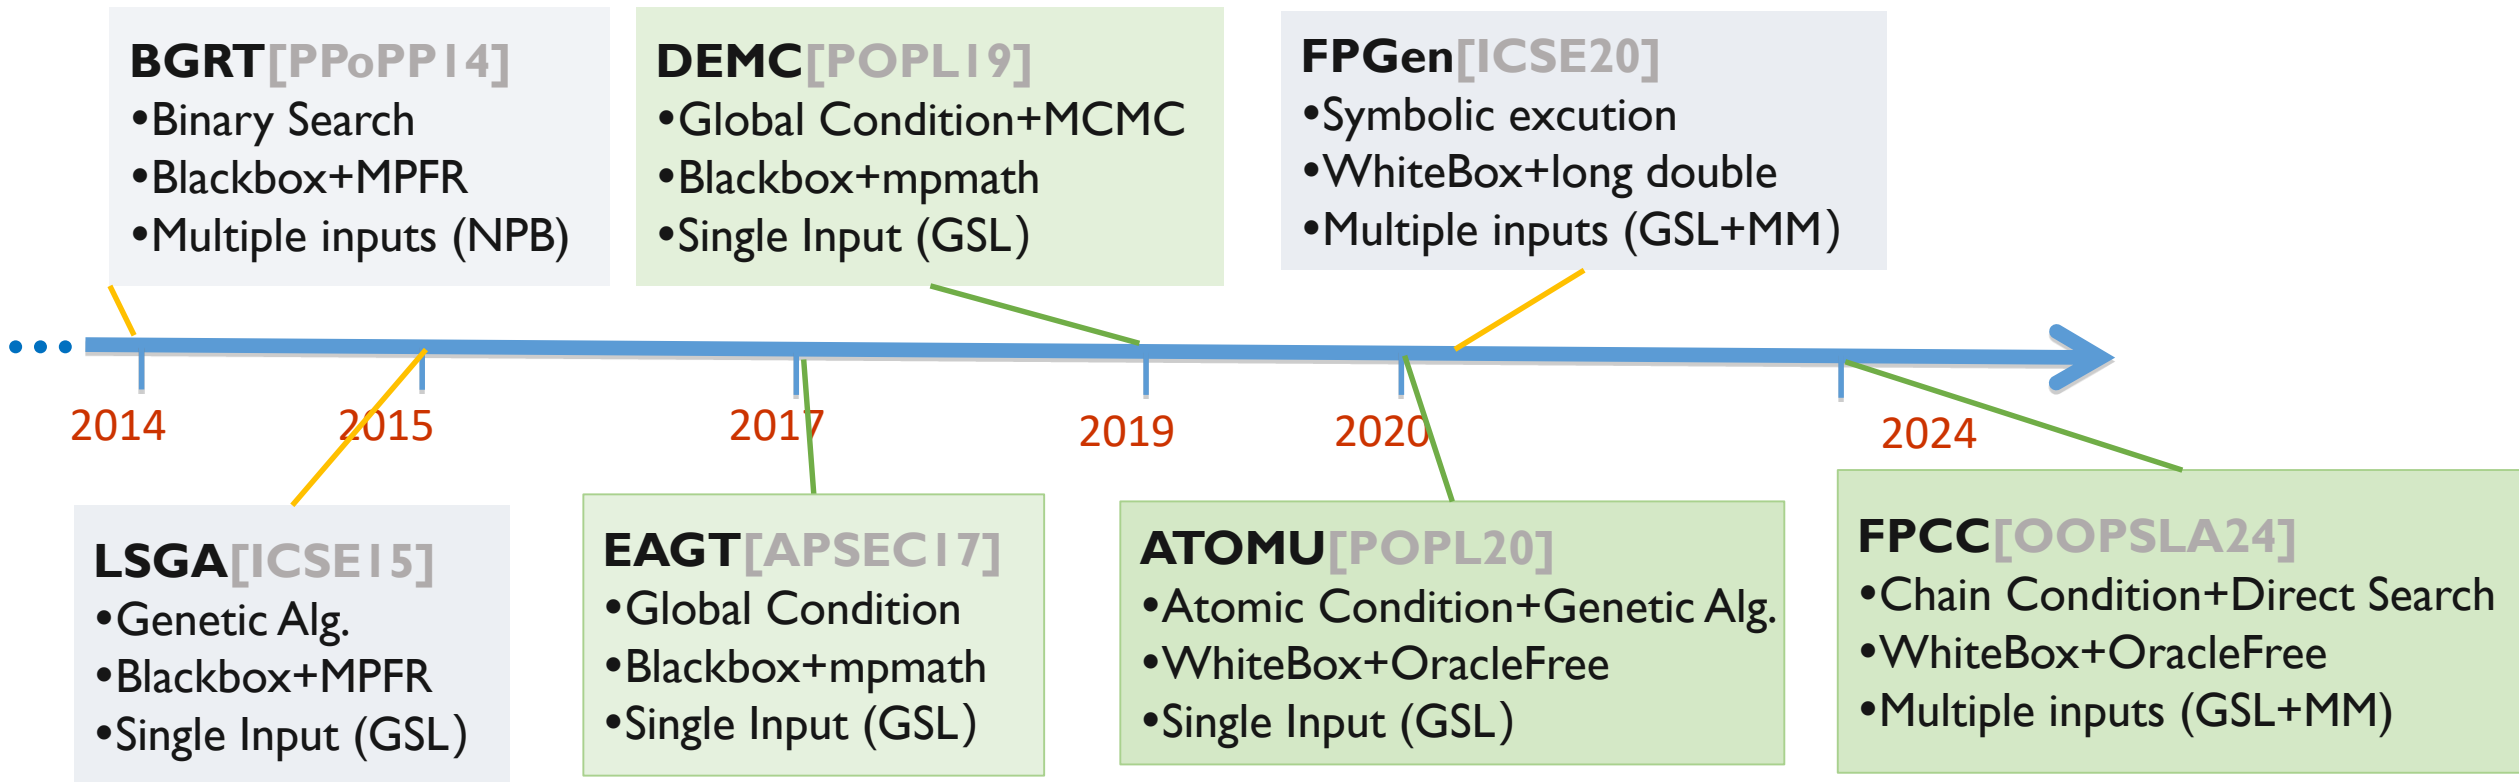 BGRT[PPoPP14]
•Binary Search
•Blackbox+MPFR
•Multiple inputs (NPB)
DEMC[POPL19]
•Global Condition+MCMC
•Blackbox+mpmath
•Single Input (GSL)
FPGen[ICSE20]
•Symbolic excution
•WhiteBox+long double
•Multiple inputs (GSL+MM)
2014
2015
2017
2019
2020
2024
LSGA[ICSE15]
•Genetic Alg.
•Blackbox+MPFR
•Single Input (GSL)
EAGT[APSEC17]
•Global Condition
•Blackbox+mpmath
•Single Input (GSL)
ATOMU[POPL20]
•Atomic Condition+Genetic Alg.
•WhiteBox+OracleFree
•Single Input (GSL)
FPCC[OOPSLA24]
•Chain Condition+Direct Search
•WhiteBox+OracleFree
•Multiple inputs (GSL+MM)